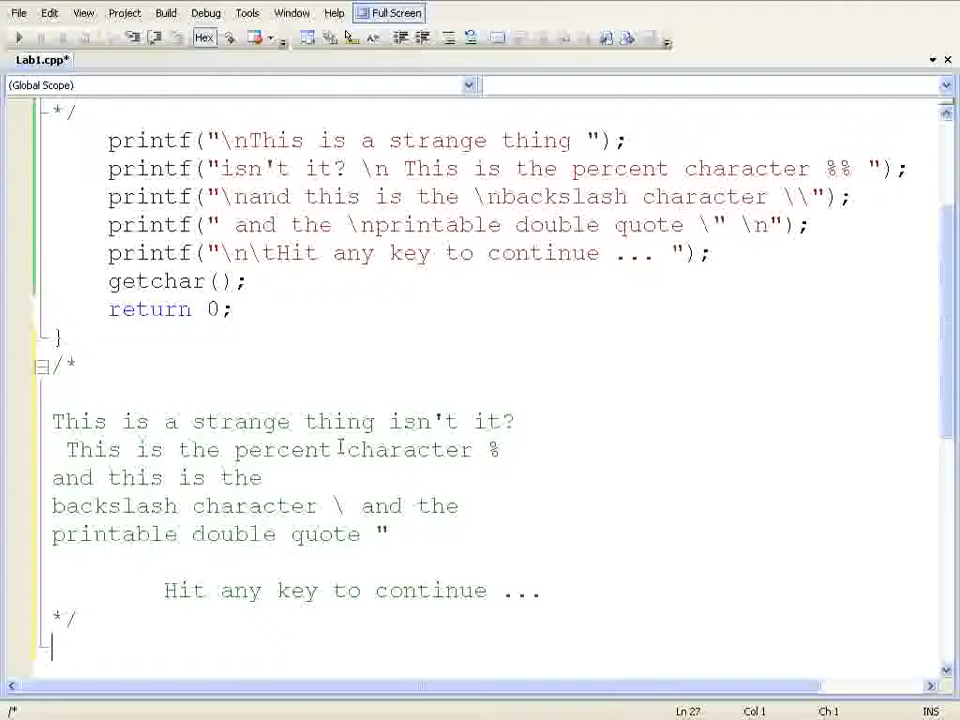 File Edit View Project Build Debug Tools Window Help Full Screen
Hex
Lab1.cpp*
(Global Scope)
*/
printf("\nThis is a strange thing ");
printf("isn't it? \n This is the percent character %% ");
printf("\nand this is the \nbackslash character \\");
printf(" and the \nprintable double quote \" \n");
printf("\n\tHit any key to continue ... ");
getchar();
return 0;
}
/*
This is a strange thing isn't it?
This is the percent character %
and this is the
backslash character \ and the
printable double quote "
Hit any key to continue ...
*/
/* Ln 27 Col 1 Ch 1 INS